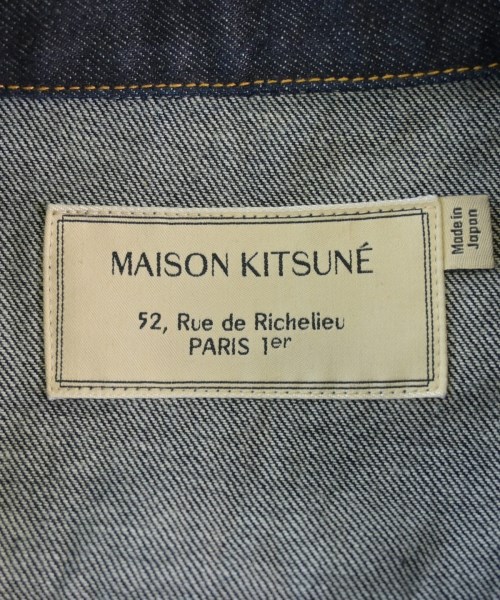 MAISON KITSUNÉ
52, Rue de Richelieu
PARIS 1er
Made in
Japan